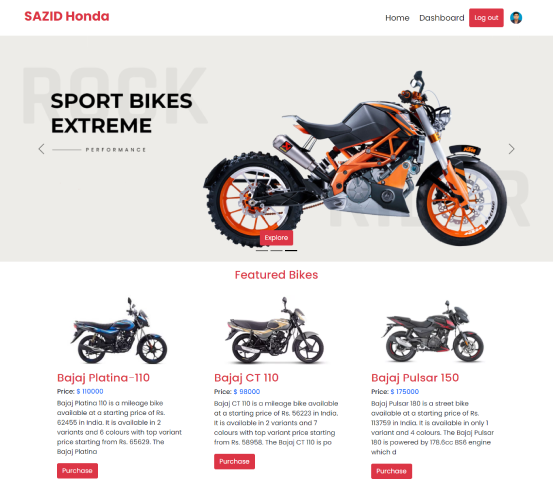 SAZID Honda
Home Dashboard Log out
ROCK
SPORT BIKES
EXTREME
PERFORMANCE
RIDER
KTM
Explore
Featured Bikes
Bajaj Platina-110
Price: $ 110000
Bajaj Platina 110 is a mileage bike
available at a starting price of Rs.
62455 in India. It is available in 2
variants and 6 colours with top variant
price starting from Rs. 65629. The
Bajaj Platina
Purchase
Bajaj CT 110
Price: $ 98000
Bajaj CT 110 is a mileage bike available
at a starting price of Rs. 56223 in India.
It is available in 2 variants and 7
colours with top variant price starting
from Rs. 58958. The Bajaj CT 110 is po
Purchase
Bajaj Pulsar 150
Price: $ 175000
Bajaj Pulsar 180 is a street bike
available at a starting price of Rs.
113759 in India. It is available in only 1
variant and 4 colours. The Bajaj Pulsar
180 is powered by 178.6cc BS6 engine
which d
Purchase